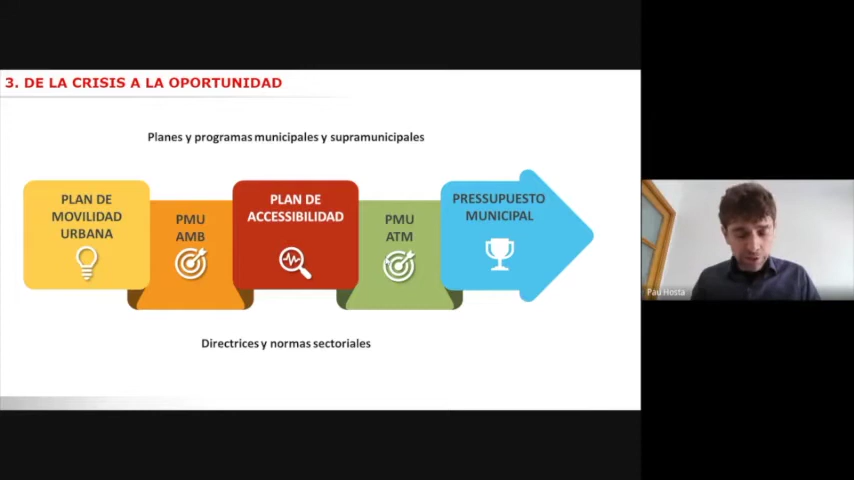 3. DE LA CRISIS A LA OPORTUNIDAD
Planes y programas municipales y supramunicipales
PLAN DE
MOVILIDAD
URBANA
PMU
AMB
PLAN DE
ACCESSIBILIDAD
PMU
ATM
PRESSUPUESTO
MUNICIPAL
Directrices y normas sectoriales
Pau Hosta